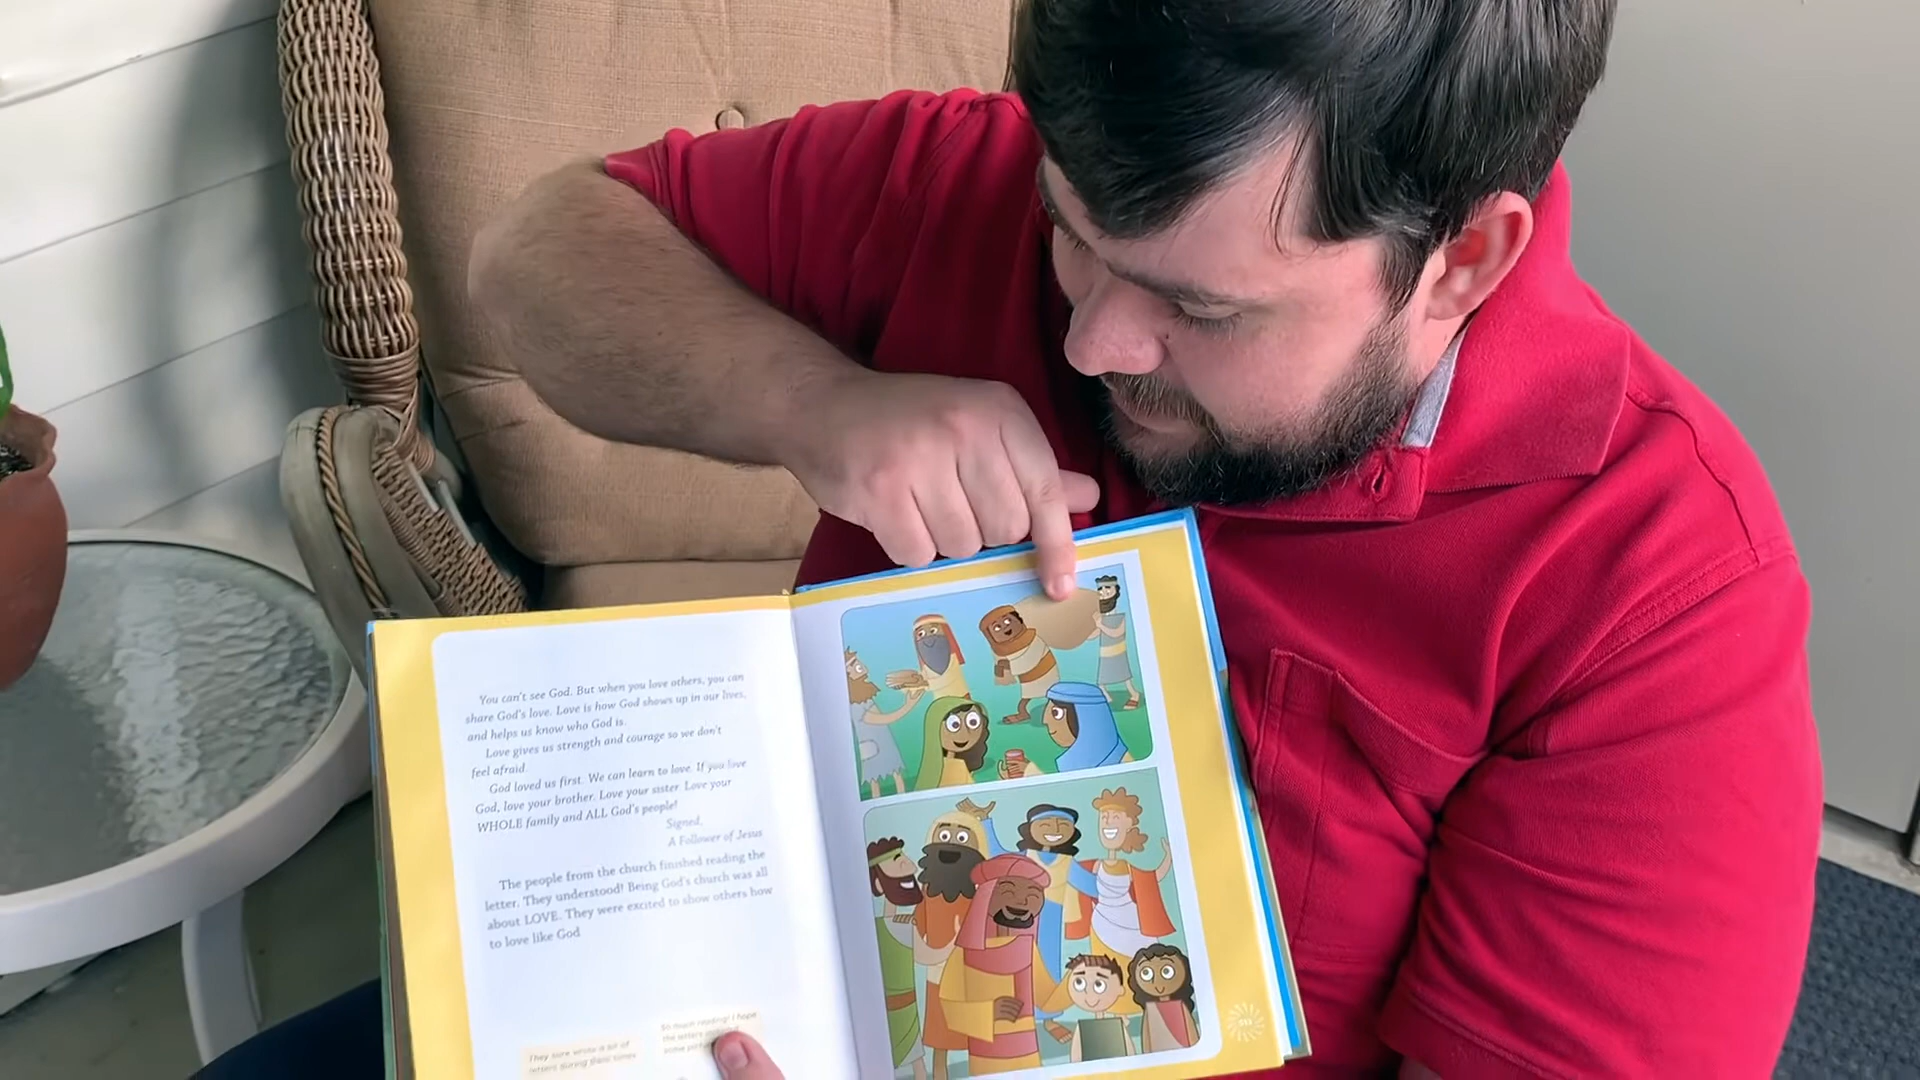 You can't see God. But when you love others, you can
share God's love. Love is how God shows up in our lives,
and helps us know who God is.
Love gives us strength and courage so we don't
feel afraid.
God loved us first. We can learn to love. If you love
God, love your brother. Love your sister. Love your
WHOLE family and ALL God's people!
Signed,
A Follower of Jesus
The people from the church finished reading the
letter. They understood! Being God's church was all
about LOVE. They were excited to show others how
to love like God
They sure wrote a lot of
letters during Bible times
So much reading! I hope
the letters
some